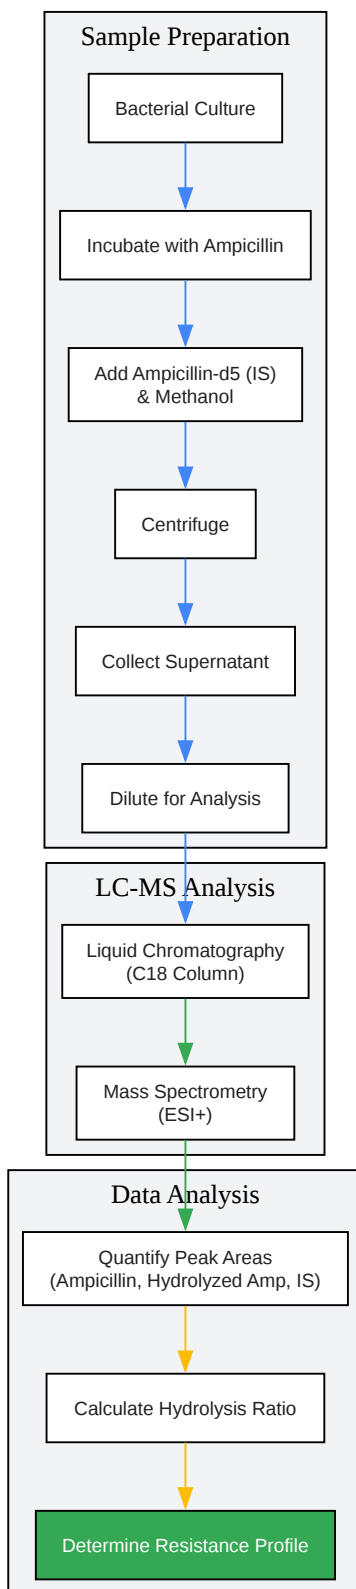 Sample Preparation
Bacterial Culture
Incubate with Ampicillin
Add Ampicillin-d5 (IS)
& Methanol
Centrifuge
Collect Supernatant
Dilute for Analysis
LC-MS Analysis
Liquid Chromatography
(C18 Column)
Mass Spectrometry
(ESI+)
Data Analysis
Quantify Peak Areas
(Ampicillin, Hydrolyzed Amp, IS)
Calculate Hydrolysis Ratio
Determine Resistance Profile